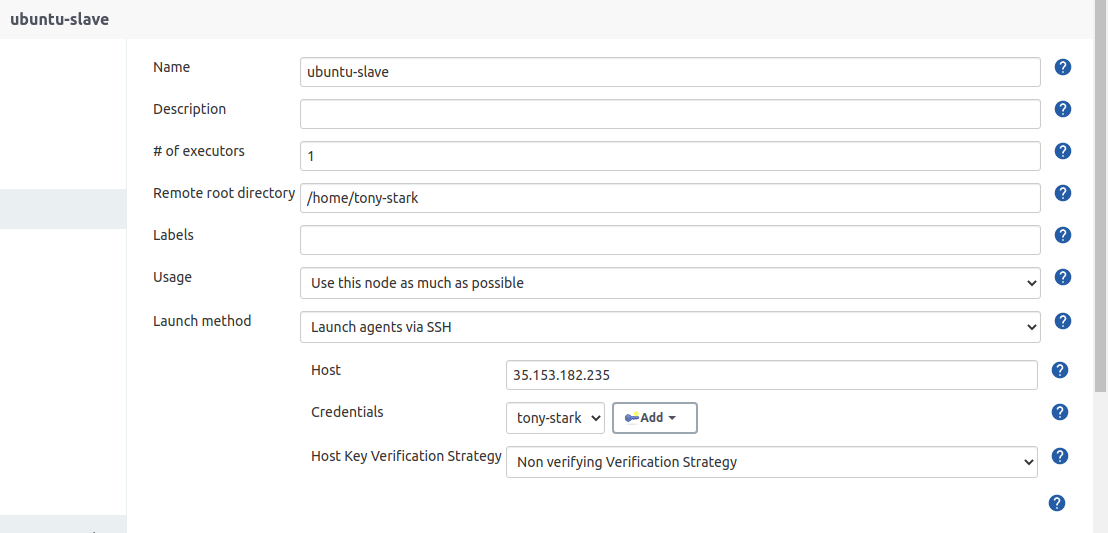 ubuntu-slave
Name ubuntu-slave ?
Description ?
# of executors 1 ?
Remote root directory /home/tony-stark ?
Labels ?
Usage Use this node as much as possible ?
Launch method Launch agents via SSH ?
Host 35.153.182.235 ?
Credentials tony-stark Add ?
Host Key Verification Strategy Non verifying Verification Strategy ?
?